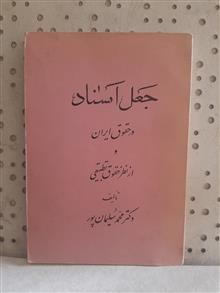 جعل اسناد
در حقوق ایران
و
از نظر حقوق تطبیقی
تألیف
دکتر محمد سلیمان پور